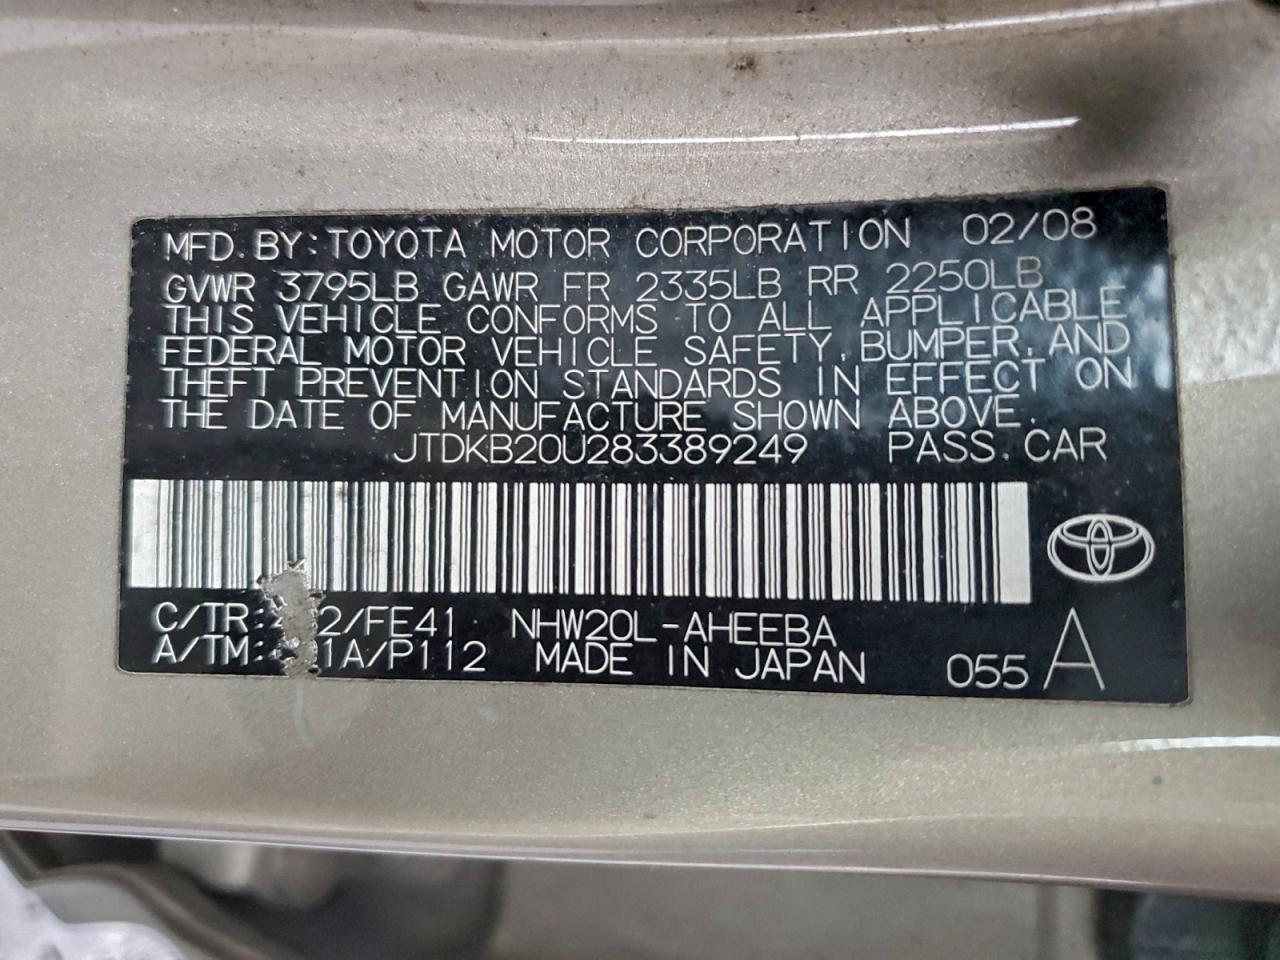 MFD. BY: TOYOTA MOTOR CORPORATION 02/08
GVWR 3795LB GAWR FR 2335LB RR 2250LB
THIS VEHICLE CONFORMS TO ALL APPLICABLE
FEDERAL MOTOR VEHICLE SAFETY, BUMPER, AND
THEFT PREVENTION STANDARDS IN EFFECT ON
THE DATE OF MANUFACTURE SHOWN ABOVE.
JTDKB20U283389249 PASS. CAR
C/TR: 2/FE41 NHW20L-AHEEBA
A/TM: 1A/P112 MADE IN JAPAN 055 A